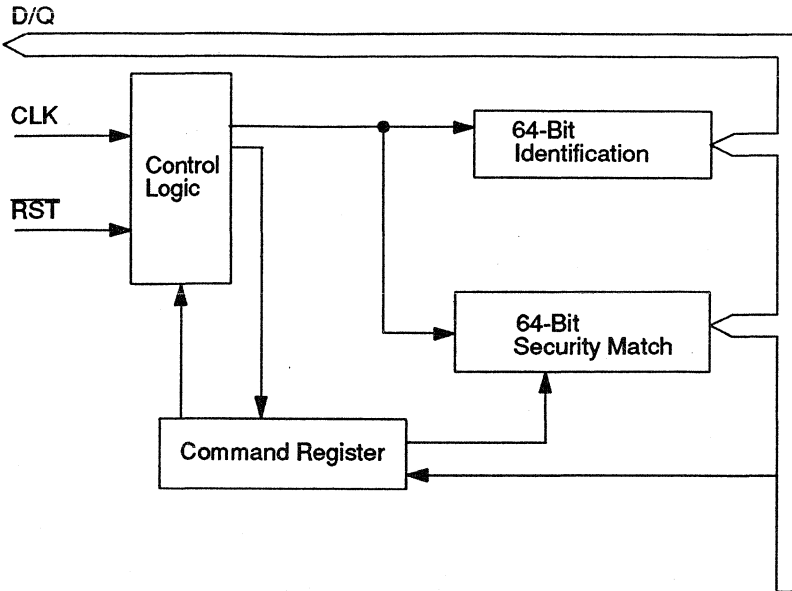 D/Q
CLK
Control
Logic
RST
64-Bit
Identification
64-Bit
Security Match
Command Register